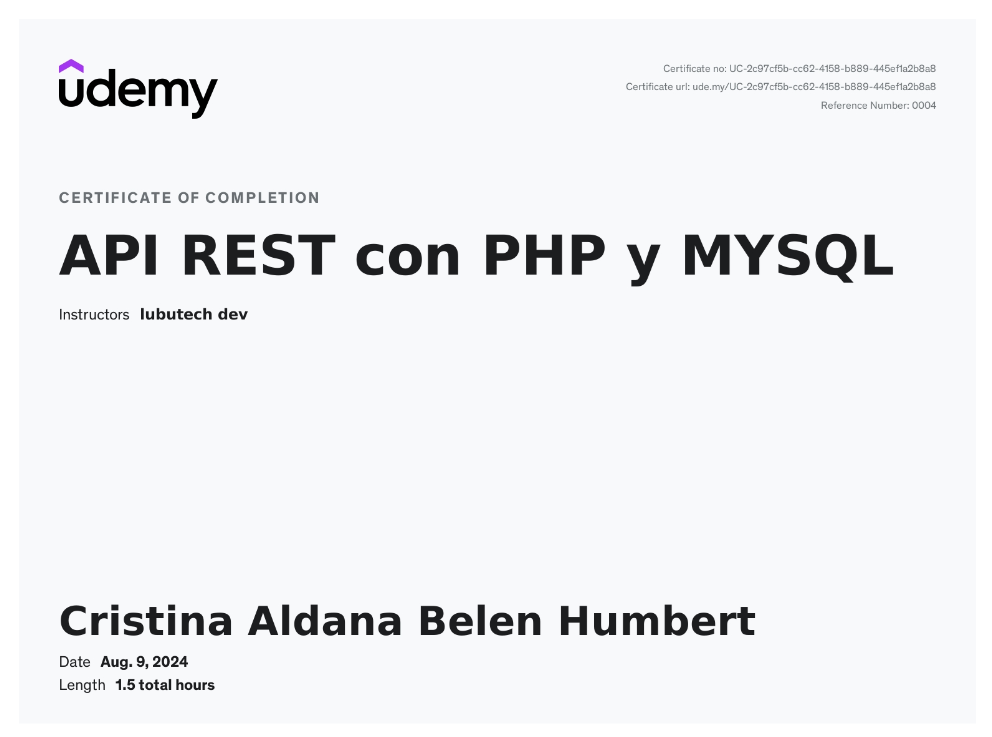 udemy
Certificate no: UC-2c97cf5b-cc62-4158-b889-445ef1a2b8a8
Certificate url: ude.my/UC-2c97cf5b-cc62-4158-b889-445ef1a2b8a8
Reference Number: 0004
CERTIFICATE OF COMPLETION
API REST con PHP y MYSQL
Instructors lubutech dev
Cristina Aldana Belen Humbert
Date Aug. 9, 2024
Length 1.5 total hours